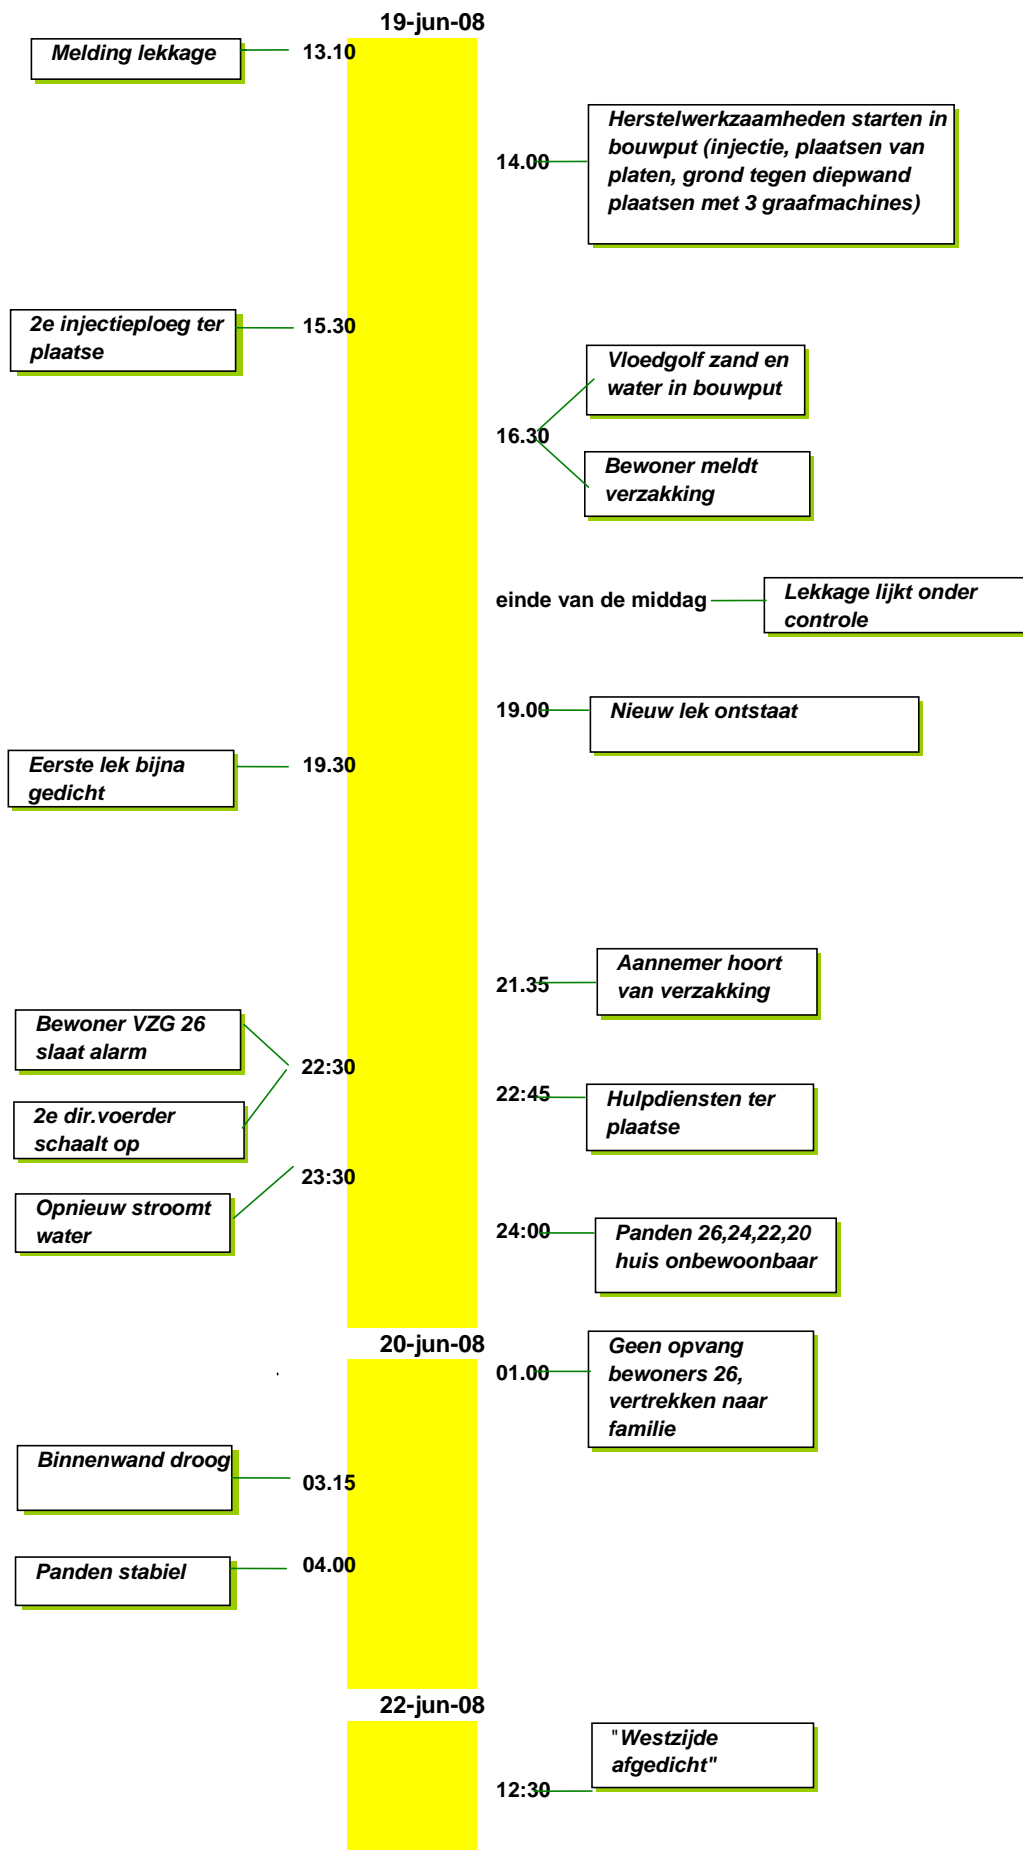 19-jun-08
Melding lekkage
13.10
Herstelwerkzaamheden starten in
bouwput (injectie, plaatsen van
platen, grond tegen diepwand
plaatsen met 3 graafmachines)
14.00
2e injectieploeg ter
plaatse
15.30
Vloedgolf zand en
water in bouwput
16.30
Bewoner meldt
verzakking
einde van de middag
Lekkage lijkt onder
controle
19.00
Nieuw lek ontstaat
Eerste lek bijna
gedicht
19.30
Aannemer hoort
van verzakking
21.35
Bewoner VZG 26
slaat alarm
22:30
2e dir.voerder
schaalt op
22:45
Hulpdiensten ter
plaatse
23:30
Opnieuw stroomt
water
24:00
Panden 26,24,22,20
huis onbewoonbaar
20-jun-08
01.00
Geen opvang
bewoners 26,
vertrekken naar
familie
Binnenwand droog
03.15
Panden stabiel
04.00
22-jun-08
"Westzijde
afgedicht"
12:30